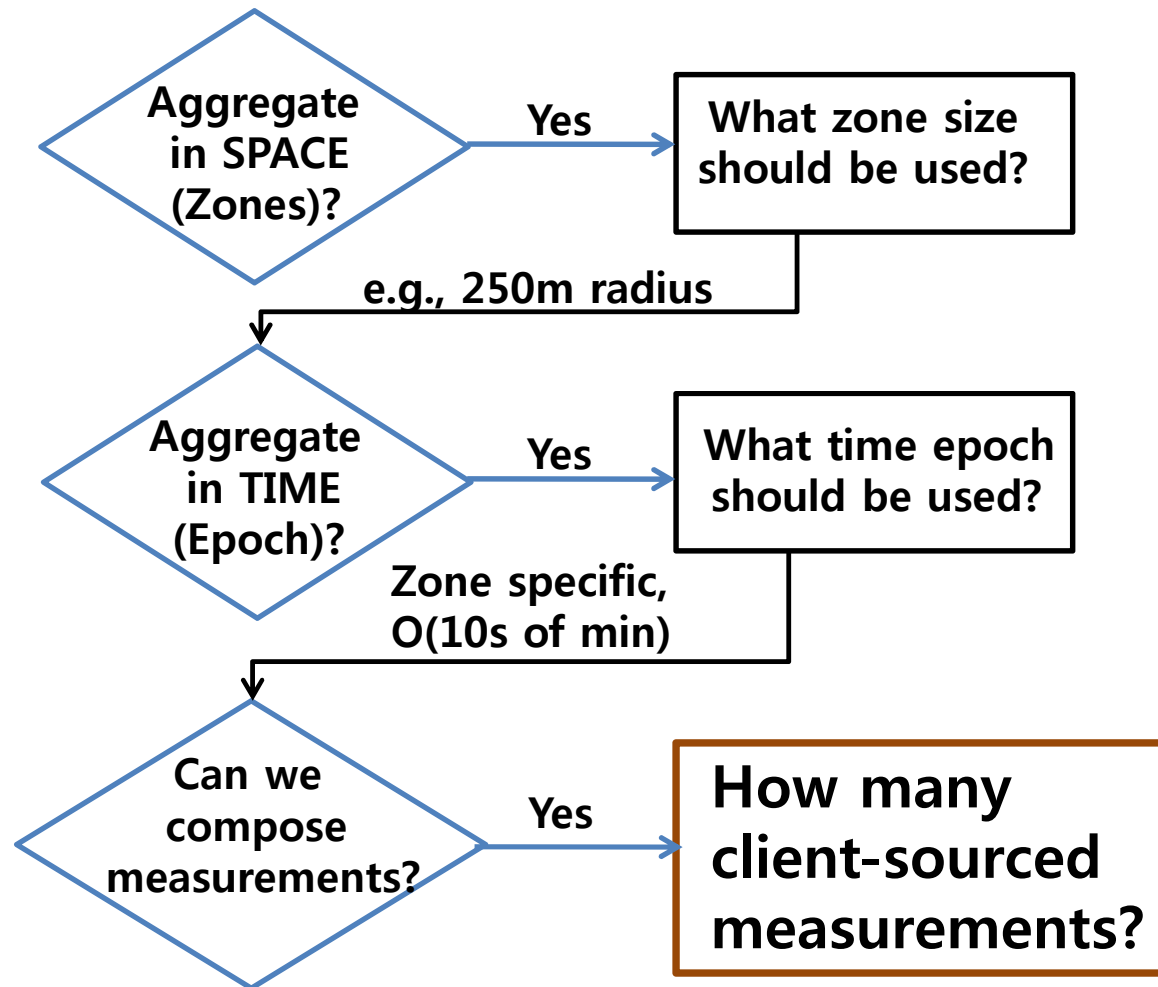 Aggregate
in SPACE
(Zones)?
Yes
What zone size
should be used?
e.g., 250m radius
Aggregate
in TIME
(Epoch)?
Yes
What time epoch
should be used?
Zone specific,
O(10s of min)
Can we
compose
measurements?
Yes
How many
client-sourced
measurements?